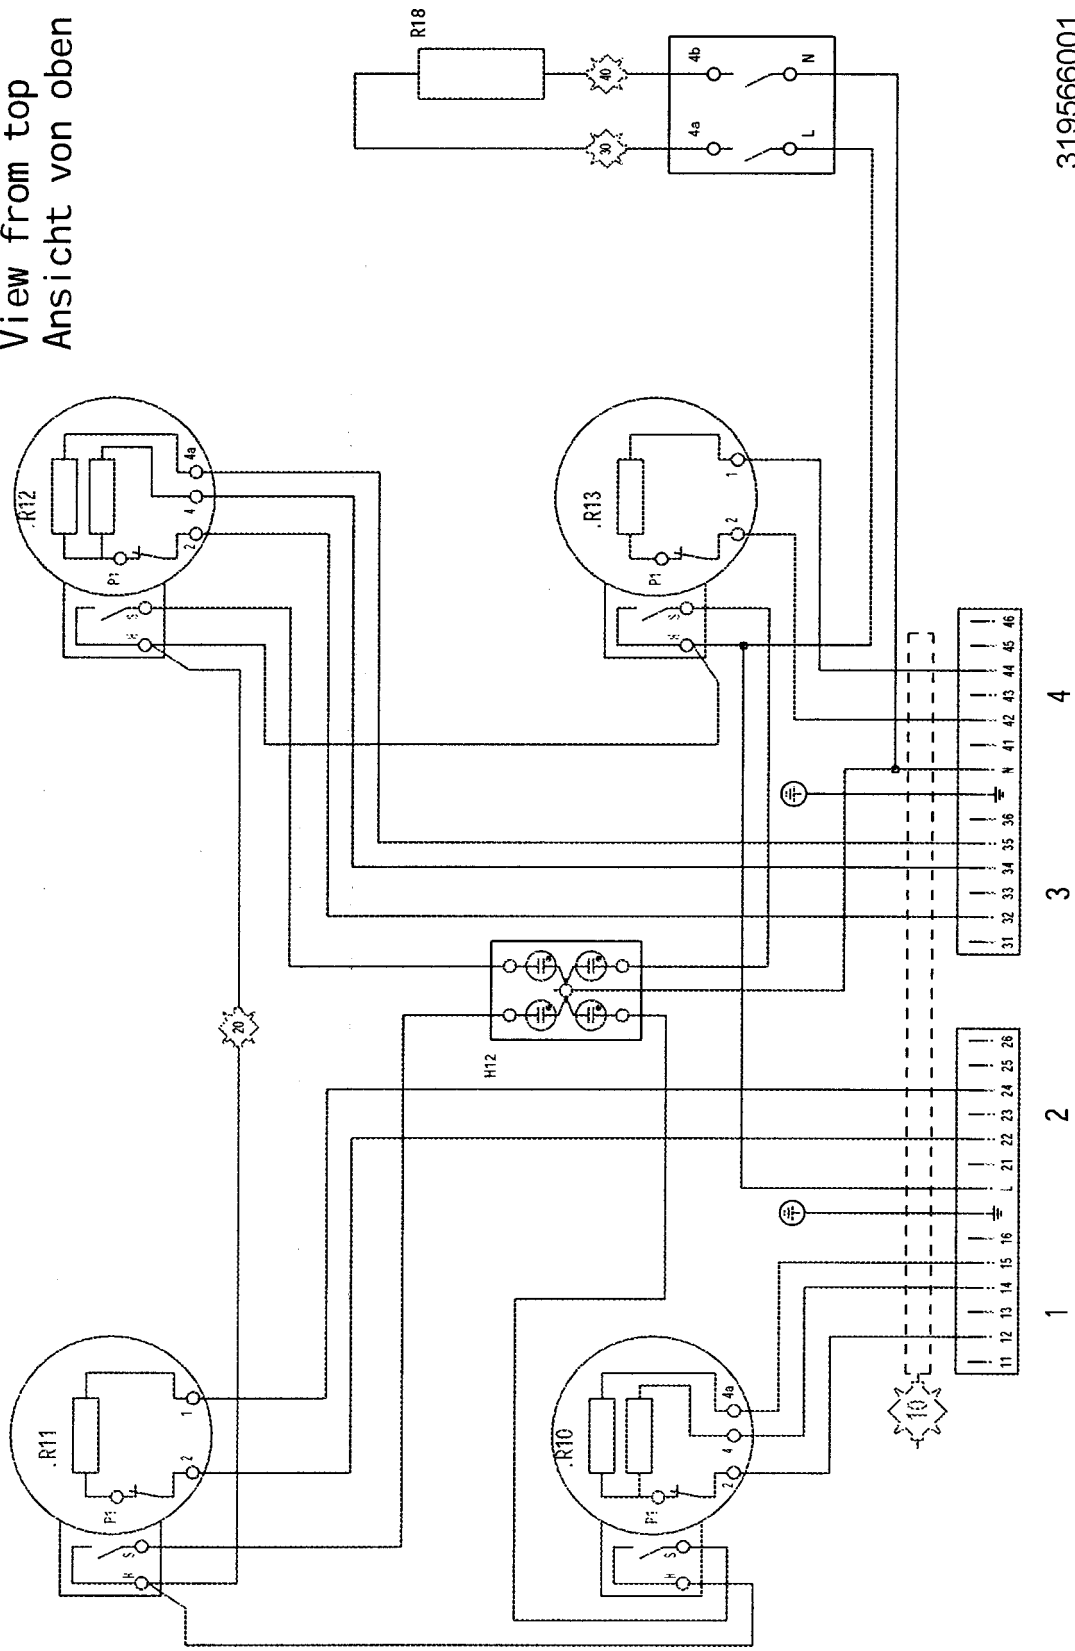 View from top
Ansicht von oben
.R11
P1
2
1
H
S
20
.R12
P1
2
4
4a
H
S
R18
30
40
4a
4b
L
N
H12
.R10
P1
2
4
4a
H
S
.R13
P1
2
1
H
S
10
11 12 13 14 15 16 L 21 22 23 24 25 26
31 32 33 34 35 36 N 41 42 43 44 45 46
1 2 3 4
319566001